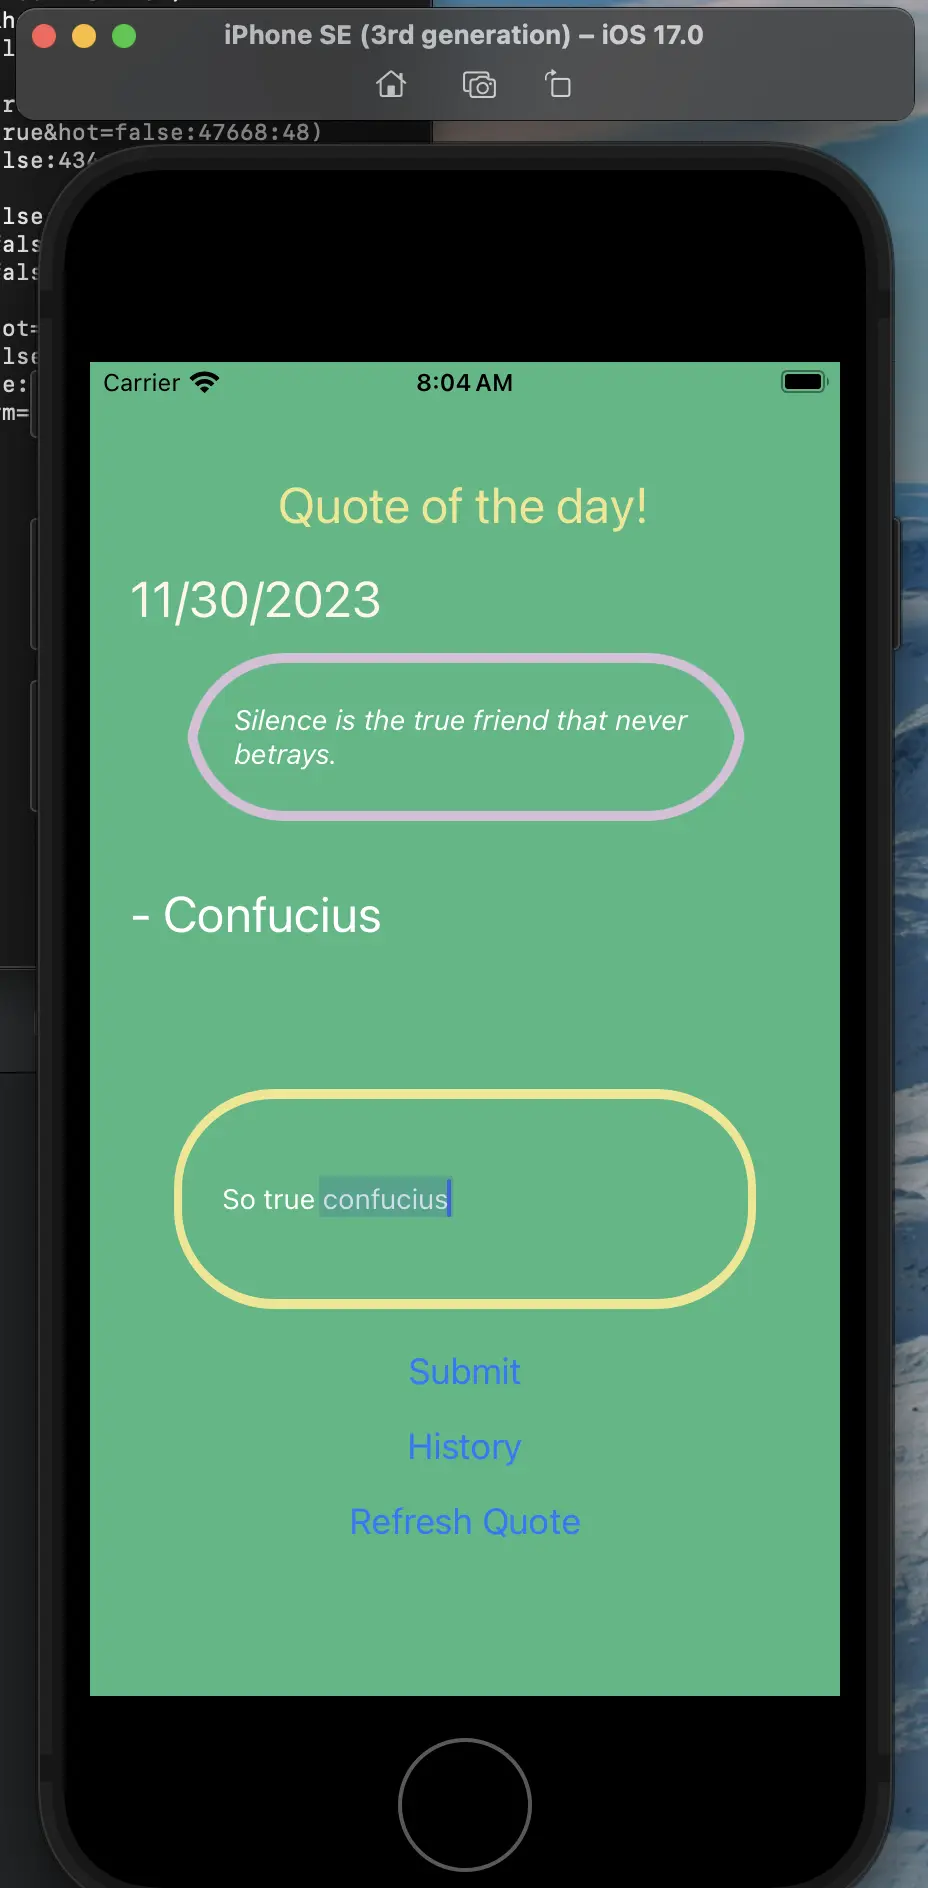 iPhone SE (3rd generation) – iOS 17.0
rue&hot=false:47668:48)
lse:434
lse
als
als
ot=
lse
e:
m=
Carrier
8:04 AM
Quote of the day!
11/30/2023
Silence is the true friend that never
betrays.
- Confucius
So true confucius
Submit
History
Refresh Quote